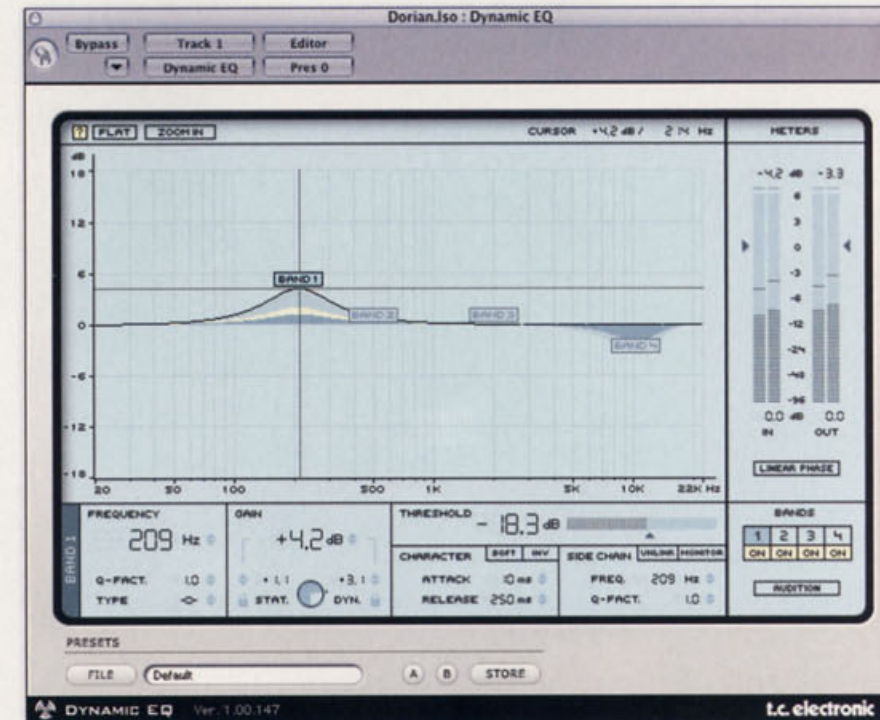 Dorian.lso : Dynamic EQ
Bypass Track 1 Editor
Dynamic EQ Pres 0
? FLAT ZOOM IN CURSOR +4,2 dB / 214 Hz METERS
dB
18
12
6
0
-6
-12
-18
BAND 1
BAND 2
BAND 3
BAND 4
20 50 100 500 1K 5K 10K 22K Hz
-4,2 dB -3.3
6
3
0
-3
-6
-12
-24
-48
-96
0.0 dB 0.0
IN OUT
LINEAR PHASE
BAND 1
FREQUENCY
209 Hz
Q-FACT. 1.0
TYPE
GAIN
+4,2 dB
+1,1 +3,1
STAT. DYN.
THRESHOLD - 18,3 dB
CHARACTER SOFT INV
ATTACK 10 ms
RELEASE 250 ms
SIDE CHAIN UNLINK MONITOR
FREQ. 209 Hz
Q-FACT. 1.0
BANDS
1 2 3 4
ON ON ON ON
AUDITION
PRESETS
FILE Default A B STORE
DYNAMIC EQ Ver. 1.00.147 t.c. electronic